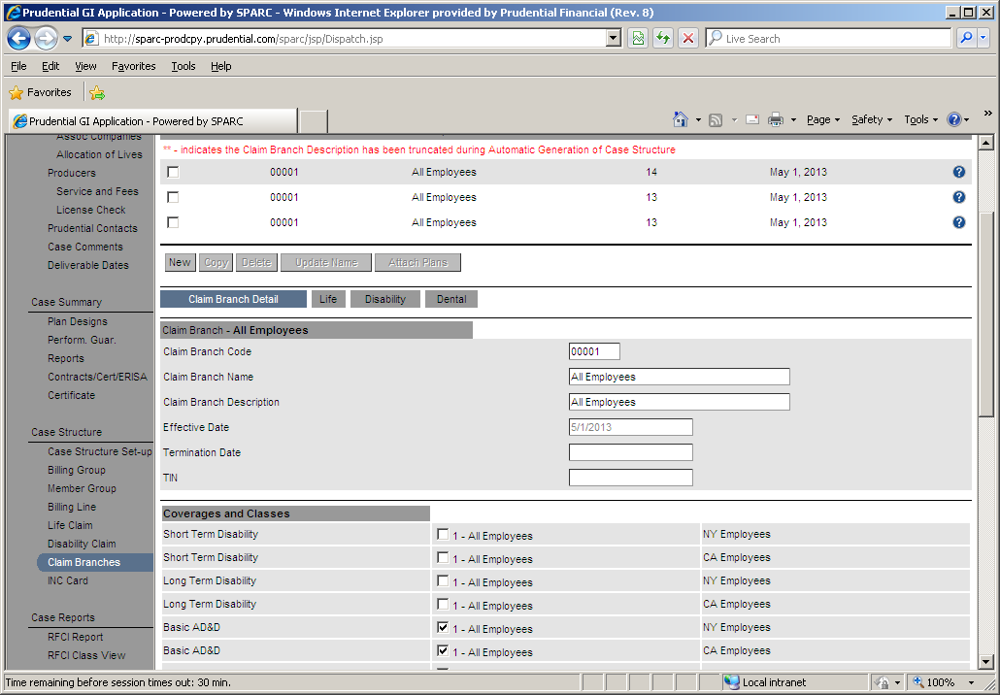 Prudential GI Application - Powered by SPARC - Windows Internet Explorer provided by Prudential Financial (Rev. 8)
http://sparc-prodcpy.prudential.com/sparc/jsp/Dispatch.jsp
Live Search
File Edit View Favorites Tools Help
Favorites
Prudential GI Application - Powered by SPARC
Page Safety Tools
Assoc Companies
Allocation of Lives
Producers
Service and Fees
License Check
Prudential Contacts
Case Comments
Deliverable Dates
Case Summary
Plan Designs
Perform. Guar.
Reports
Contracts/Cert/ERISA
Certificate
Case Structure
Case Structure Set-up
Billing Group
Member Group
Billing Line
Life Claim
Disability Claim
Claim Branches
INC Card
Case Reports
RFCI Report
RFCI Class View
** - indicates the Claim Branch Description has been truncated during Automatic Generation of Case Structure
00001 All Employees 14 May 1, 2013 ?
00001 All Employees 13 May 1, 2013 ?
00001 All Employees 13 May 1, 2013 ?
New Copy Delete Update Name Attach Plans
Claim Branch Detail Life Disability Dental
Claim Branch - All Employees
Claim Branch Code 00001
Claim Branch Name All Employees
Claim Branch Description All Employees
Effective Date 5/1/2013
Termination Date
TIN
Coverages and Classes
Short Term Disability 1 - All Employees NY Employees
Short Term Disability 1 - All Employees CA Employees
Long Term Disability 1 - All Employees NY Employees
Long Term Disability 1 - All Employees CA Employees
Basic AD&D 1 - All Employees NY Employees
Basic AD&D 1 - All Employees CA Employees
Time remaining before session times out: 30 min.
Local intranet
100%